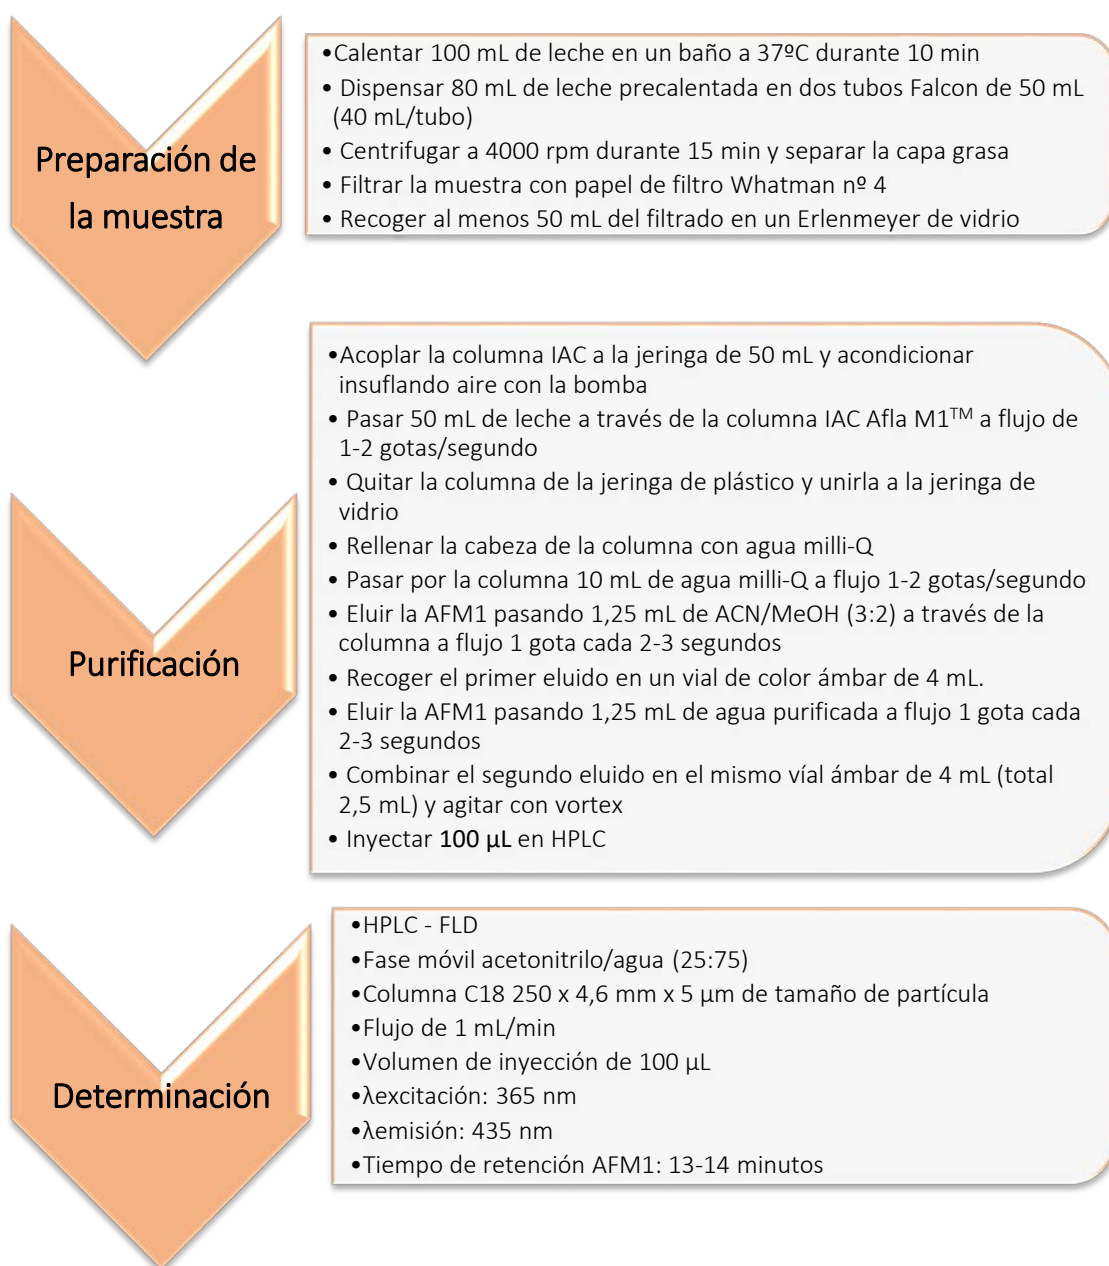 Preparación de
la muestra
•Calentar 100 mL de leche en un baño a 37ºC durante 10 min
• Dispensar 80 mL de leche precalentada en dos tubos Falcon de 50 mL
(40 mL/tubo)
• Centrifugar a 4000 rpm durante 15 min y separar la capa grasa
• Filtrar la muestra con papel de filtro Whatman nº 4
• Recoger al menos 50 mL del filtrado en un Erlenmeyer de vidrio
Purificación
•Acoplar la columna IAC a la jeringa de 50 mL y acondicionar
insuflando aire con la bomba
• Pasar 50 mL de leche a través de la columna IAC Afla M1TM a flujo de
1-2 gotas/segundo
• Quitar la columna de la jeringa de plástico y unirla a la jeringa de
vidrio
• Rellenar la cabeza de la columna con agua milli-Q
• Pasar por la columna 10 mL de agua milli-Q a flujo 1-2 gotas/segundo
• Eluir la AFM1 pasando 1,25 mL de ACN/MeOH (3:2) a través de la
columna a flujo 1 gota cada 2-3 segundos
• Recoger el primer eluido en un vial de color ámbar de 4 mL.
• Eluir la AFM1 pasando 1,25 mL de agua purificada a flujo 1 gota cada
2-3 segundos
• Combinar el segundo eluido en el mismo víal ámbar de 4 mL (total
2,5 mL) y agitar con vortex
• Inyectar 100 µL en HPLC
Determinación
•HPLC - FLD
•Fase móvil acetonitrilo/agua (25:75)
•Columna C18 250 x 4,6 mm x 5 µm de tamaño de partícula
•Flujo de 1 mL/min
•Volumen de inyección de 100 µL
•λexcitación: 365 nm
•λemisión: 435 nm
•Tiempo de retención AFM1: 13-14 minutos